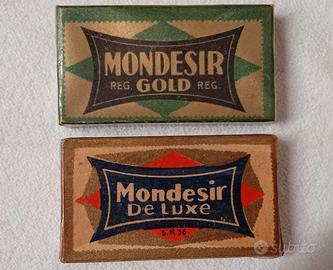 MONDESIR
REG. GOLD REG.
Mondesir
De Luxe
S. N. 36
subito